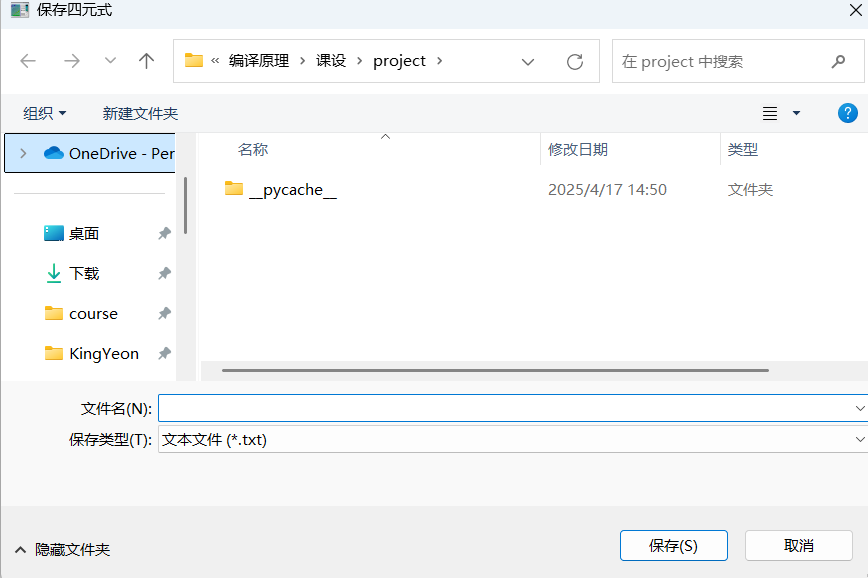 保存四元式
« 编译原理 › 课设 › project ›
在 project 中搜索
组织 新建文件夹 ?
OneDrive - Per
名称 修改日期 类型
__pycache__ 2025/4/17 14:50 文件夹
桌面
下载
course
KingYeon
文件名(N):
保存类型(T): 文本文件 (*.txt)
隐藏文件夹 保存(S) 取消